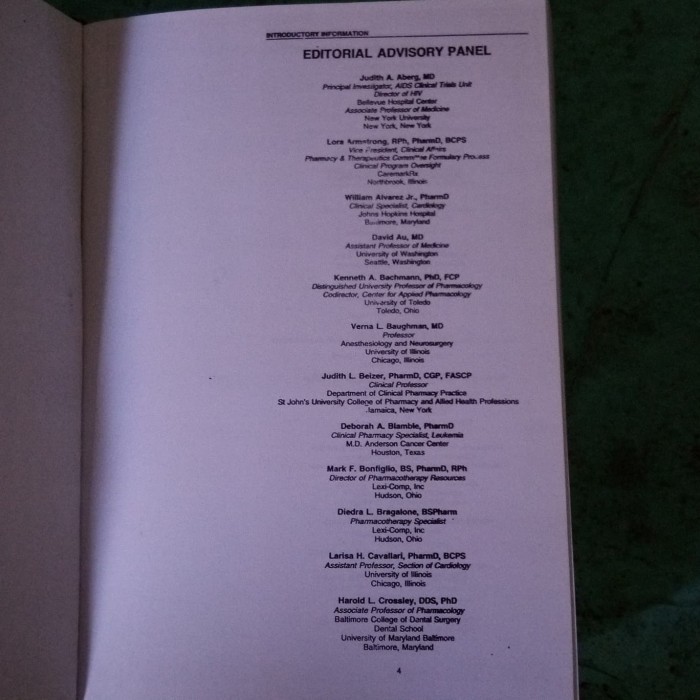 INTRODUCTORY INFORMATION
EDITORIAL ADVISORY PANEL
Judith A. Aberg, MD
Principal Investigator, AIDS Clinical Trials Unit
Director of HIV
Bellevue Hospital Center
Associate Professor of Medicine
New York University
New York, New York
Lora Armstrong, RPh, PharmD, BCPS
Vice President, Clinical Affairs
Pharmacy & Therapeutics Committee Formulary Process
Clinical Program Oversight
CaremarkRx
Northbrook, Illinois
William Alvarez Jr., PharmD
Clinical Specialist, Cardiology
Johns Hopkins Hospital
Baltimore, Maryland
David Au, MD
Assistant Professor of Medicine
University of Washington
Seattle, Washington
Kenneth A. Bachmann, PhD, FCP
Distinguished University Professor of Pharmacology
Codirector, Center for Applied Pharmacology
University of Toledo
Toledo, Ohio
Verna L. Baughman, MD
Professor
Anesthesiology and Neurosurgery
University of Illinois
Chicago, Illinois
Judith L. Beizer, PharmD, CGP, FASCP
Clinical Professor
Department of Clinical Pharmacy Practice
St John's University College of Pharmacy and Allied Health Professions
Jamaica, New York
Deborah A. Blamble, PharmD
Clinical Pharmacy Specialist, Leukemia
M.D. Anderson Cancer Center
Houston, Texas
Mark F. Bonfiglio, BS, PharmD, RPh
Director of Pharmacotherapy Resources
Lexi-Comp, Inc
Hudson, Ohio
Diedra L. Bragalone, BSPharm
Pharmacotherapy Specialist
Lexi-Comp, Inc
Hudson, Ohio
Larisa H. Cavallari, PharmD, BCPS
Assistant Professor, Section of Cardiology
University of Illinois
Chicago, Illinois
Harold L. Crossley, DDS, PhD
Associate Professor of Pharmacology
Baltimore College of Dental Surgery
Dental School
University of Maryland Baltimore
Baltimore, Maryland
4